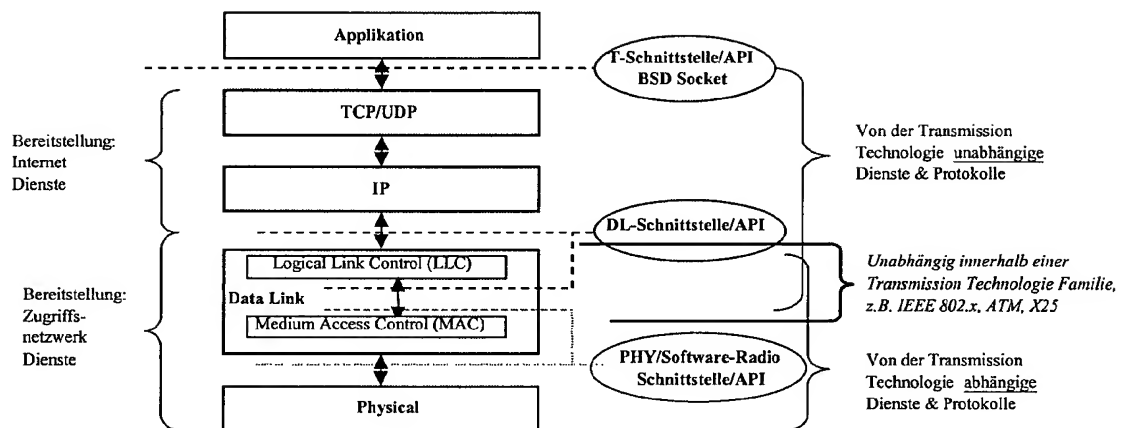 Applikation
T-Schnittstelle/API
BSD Socket
TCP/UDP
Bereitstellung:
Internet
Dienste
Von der Transmission
Technologie unabhängige
Dienste & Protokolle
IP
DL-Schnittstelle/API
Logical Link Control (LLC)
Data Link
Medium Access Control (MAC)
Unabhängig innerhalb einer
Transmission Technologie Familie,
z.B. IEEE 802.x, ATM, X25
Bereitstellung:
Zugriffs-
netzwerk
Dienste
PHY/Software-Radio
Schnittstelle/API
Von der Transmission
Technologie abhängige
Dienste & Protokolle
Physical